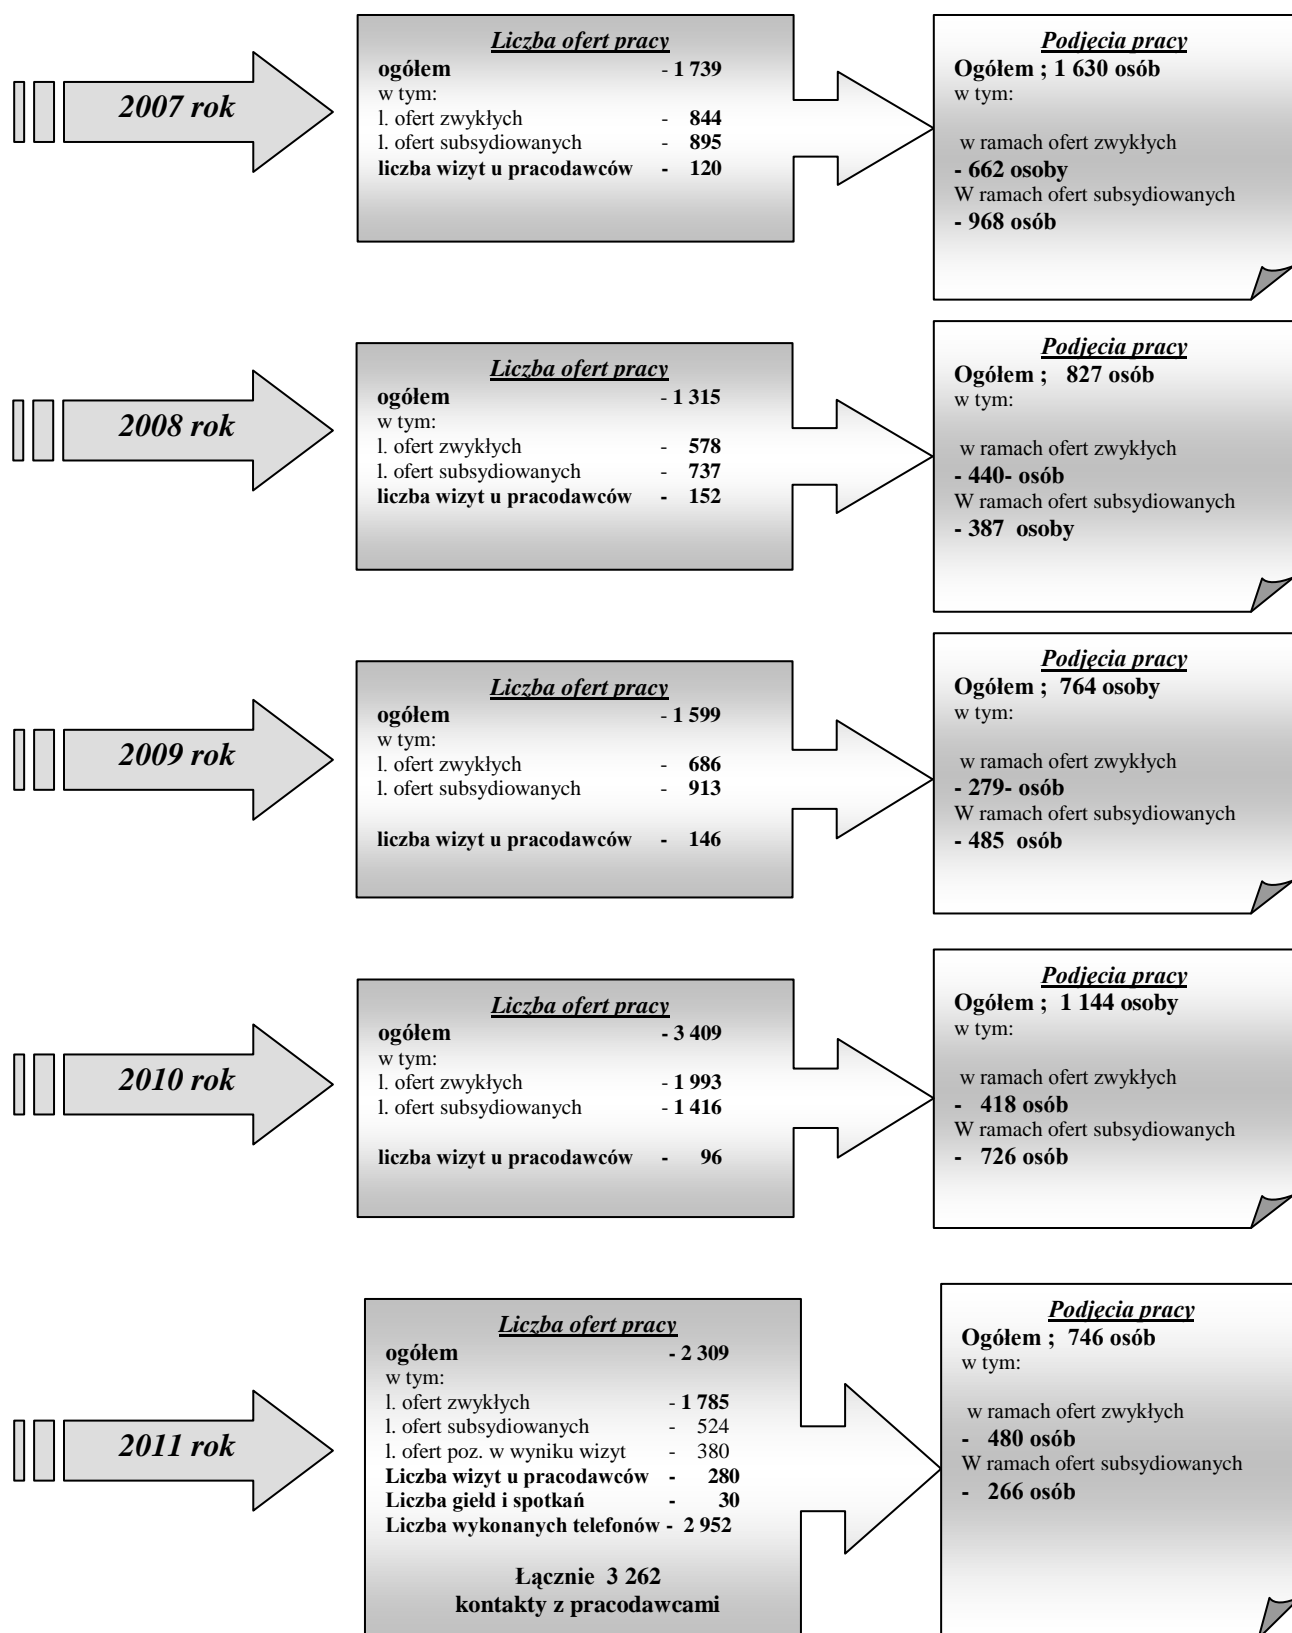 2007 rok
Liczba ofert pracy
ogółem - 1 739
w tym:
l. ofert zwykłych - 844
l. ofert subsydiowanych - 895
liczba wizyt u pracodawców - 120
Podjęcia pracy
Ogółem ; 1 630 osób
w tym:
w ramach ofert zwykłych
- 662 osoby
W ramach ofert subsydiowanych
- 968 osób
2008 rok
Liczba ofert pracy
ogółem - 1 315
w tym:
l. ofert zwykłych - 578
l. ofert subsydiowanych - 737
liczba wizyt u pracodawców - 152
Podjęcia pracy
Ogółem ; 827 osób
w tym:
w ramach ofert zwykłych
- 440- osób
W ramach ofert subsydiowanych
- 387 osoby
2009 rok
Liczba ofert pracy
ogółem - 1 599
w tym:
l. ofert zwykłych - 686
l. ofert subsydiowanych - 913
liczba wizyt u pracodawców - 146
Podjęcia pracy
Ogółem ; 764 osoby
w tym:
w ramach ofert zwykłych
- 279- osób
W ramach ofert subsydiowanych
- 485 osób
2010 rok
Liczba ofert pracy
ogółem - 3 409
w tym:
l. ofert zwykłych - 1 993
l. ofert subsydiowanych - 1 416
liczba wizyt u pracodawców - 96
Podjęcia pracy
Ogółem ; 1 144 osoby
w tym:
w ramach ofert zwykłych
- 418 osób
W ramach ofert subsydiowanych
- 726 osób
2011 rok
Liczba ofert pracy
ogółem - 2 309
w tym:
l. ofert zwykłych - 1 785
l. ofert subsydiowanych - 524
l. ofert poz. w wyniku wizyt - 380
Liczba wizyt u pracodawców - 280
Liczba giełd i spotkań - 30
Liczba wykonanych telefonów - 2 952
Łącznie 3 262
kontakty z pracodawcami
Podjęcia pracy
Ogółem ; 746 osób
w tym:
w ramach ofert zwykłych
- 480 osób
W ramach ofert subsydiowanych
- 266 osób